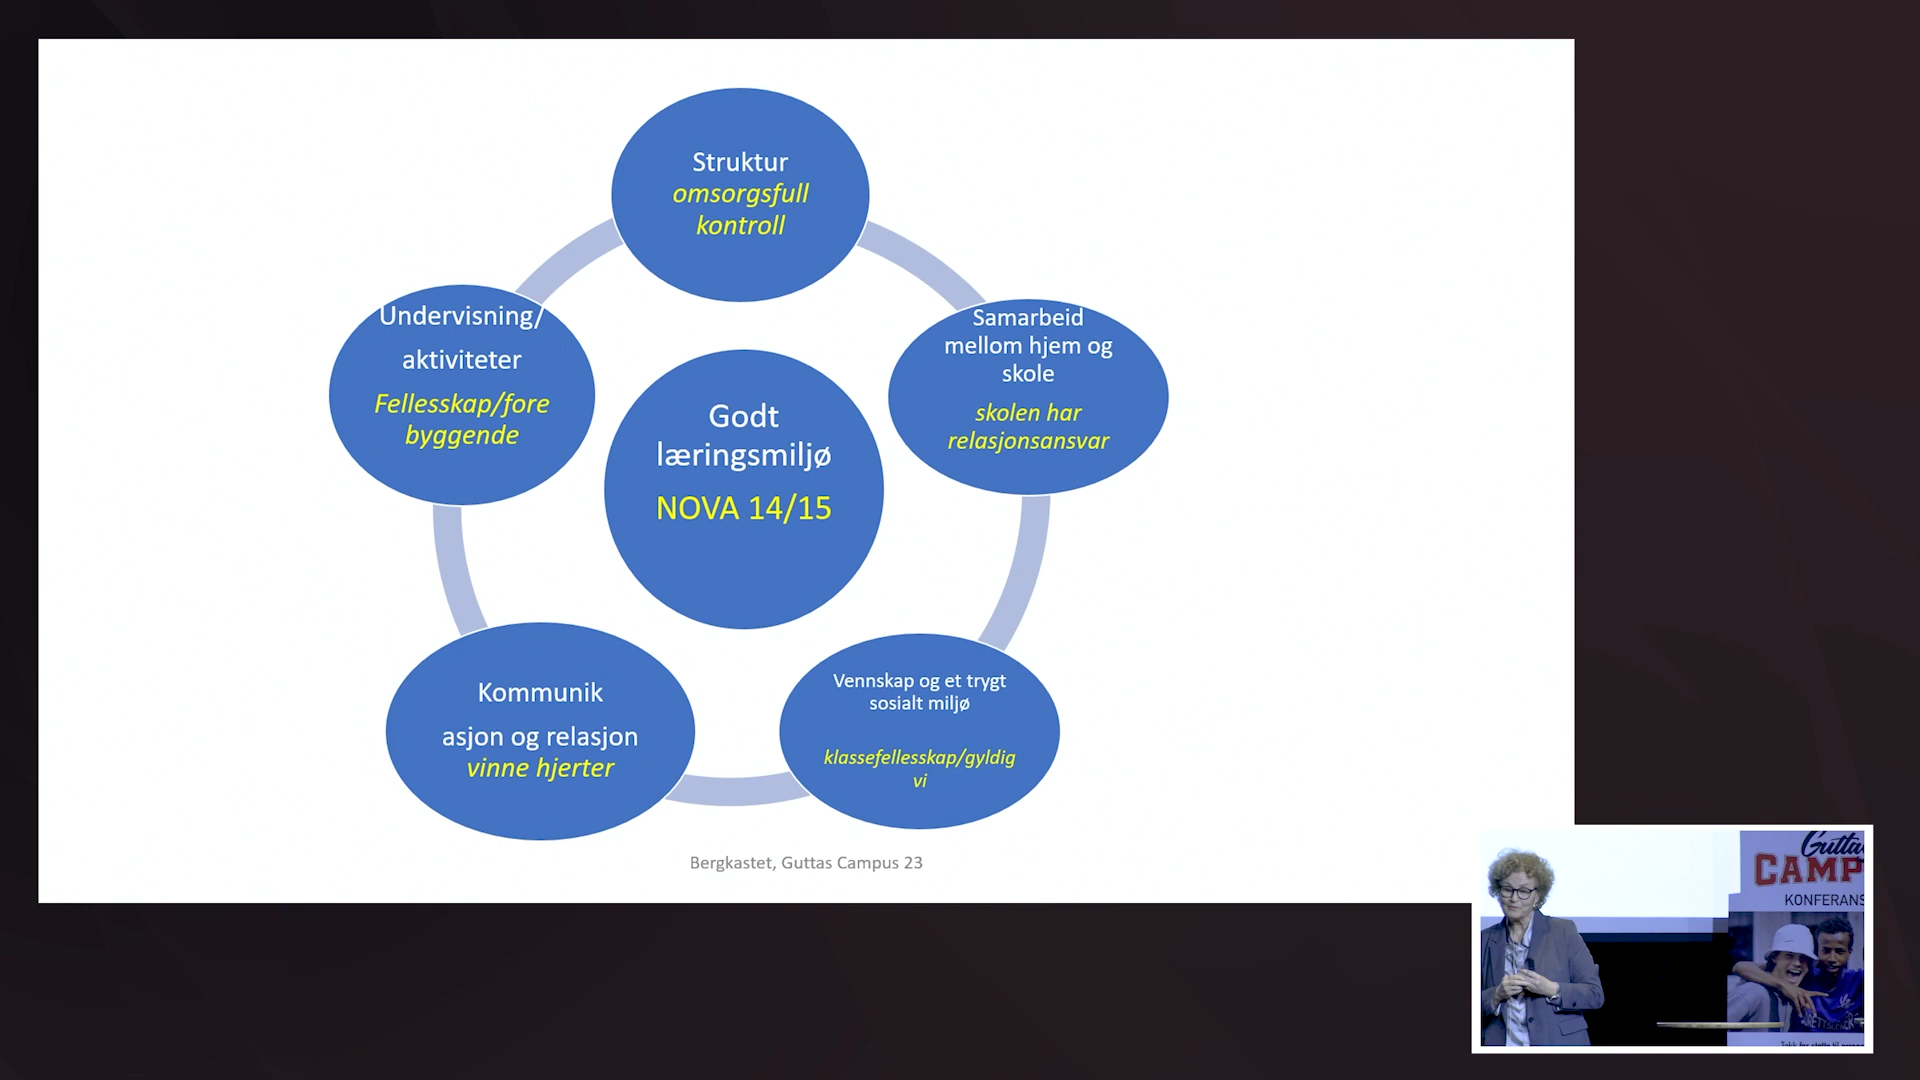 Struktur
omsorgsfull
kontroll
Undervisning/
aktiviteter
Fellesskap/fore
byggende
Samarbeid
mellom hjem og
skole
skolen har
relasjonsansvar
Godt
læringsmiljø
NOVA 14/15
Kommunik
asjon og relasjon
vinne hjerter
Vennskap og et trygt
sosialt miljø
klassefellesskap/gyldig
vi
Bergkastet, Guttas Campus 23
Gutta
CAMP
KONFERANS